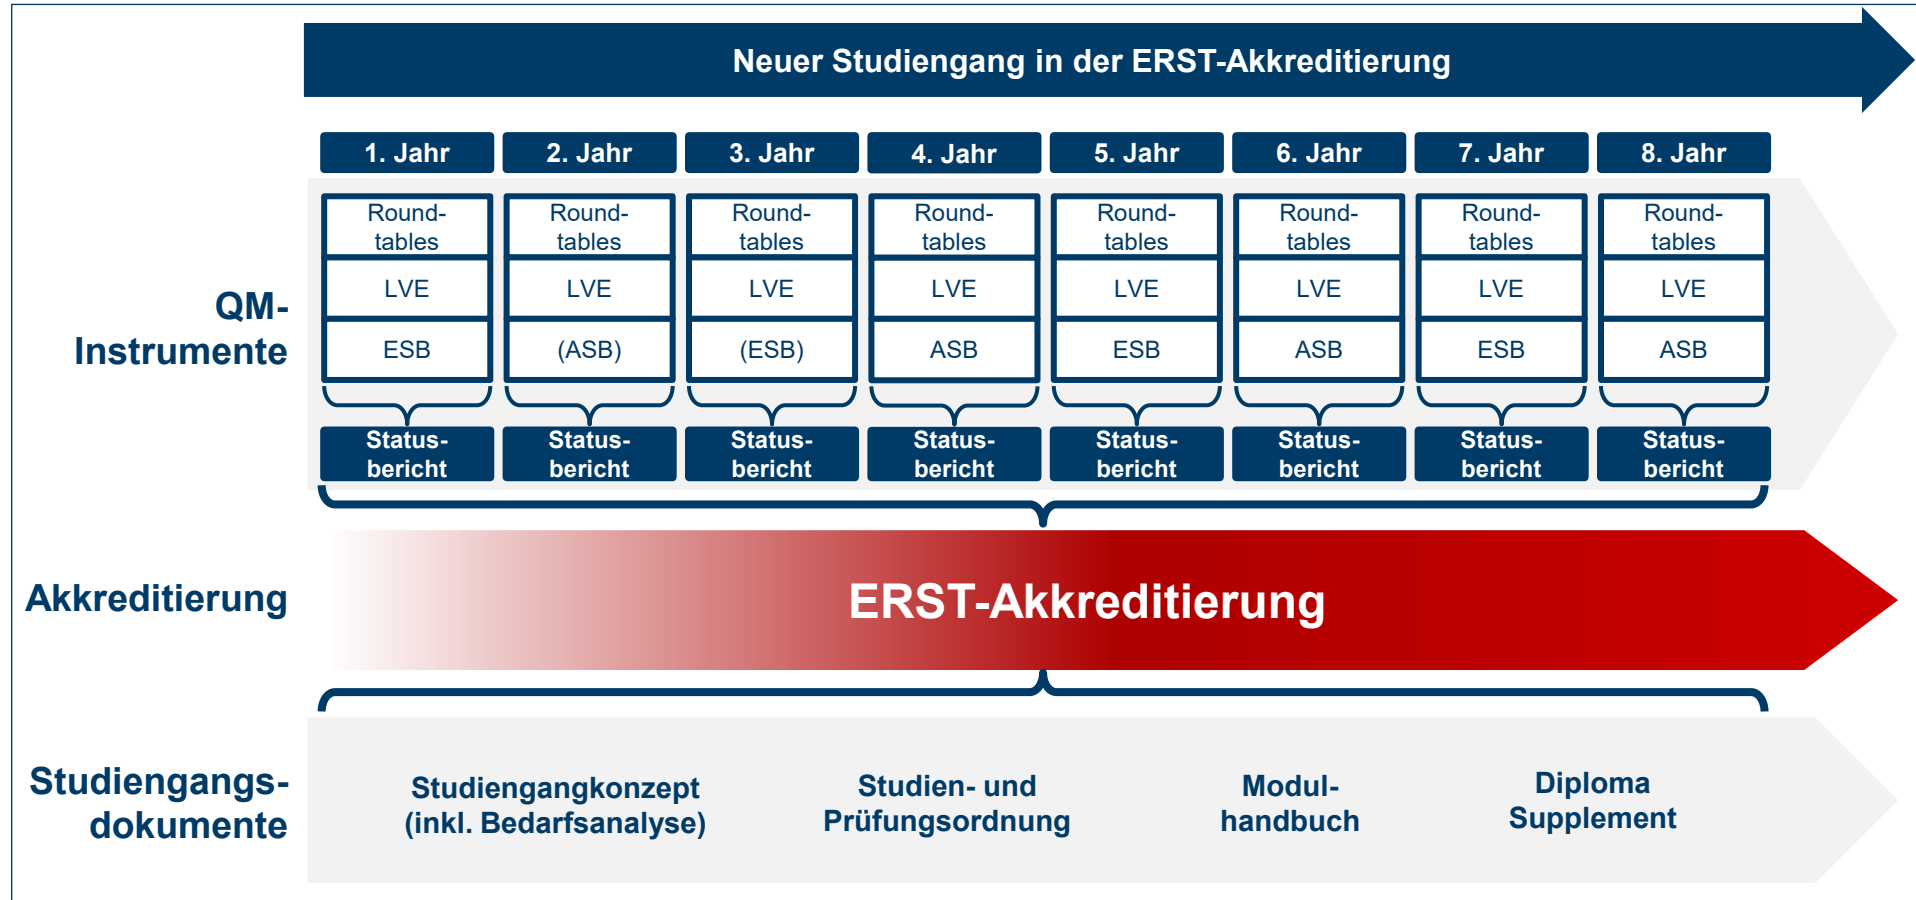 Neuer Studiengang in der ERST-Akkreditierung
1. Jahr
2. Jahr
3. Jahr
4. Jahr
5. Jahr
6. Jahr
7. Jahr
8. Jahr
QM-
Instrumente
Round-
tables
Round-
tables
Round-
tables
Round-
tables
Round-
tables
Round-
tables
Round-
tables
Round-
tables
LVE
LVE
LVE
LVE
LVE
LVE
LVE
LVE
ESB
(ASB)
(ESB)
ASB
ESB
ASB
ESB
ASB
Status-
bericht
Status-
bericht
Status-
bericht
Status-
bericht
Status-
bericht
Status-
bericht
Status-
bericht
Status-
bericht
Akkreditierung
ERST-Akkreditierung
Studiengangs-
dokumente
Studiengangkonzept
(inkl. Bedarfsanalyse)
Studien- und
Prüfungsordnung
Modul-
handbuch
Diploma
Supplement